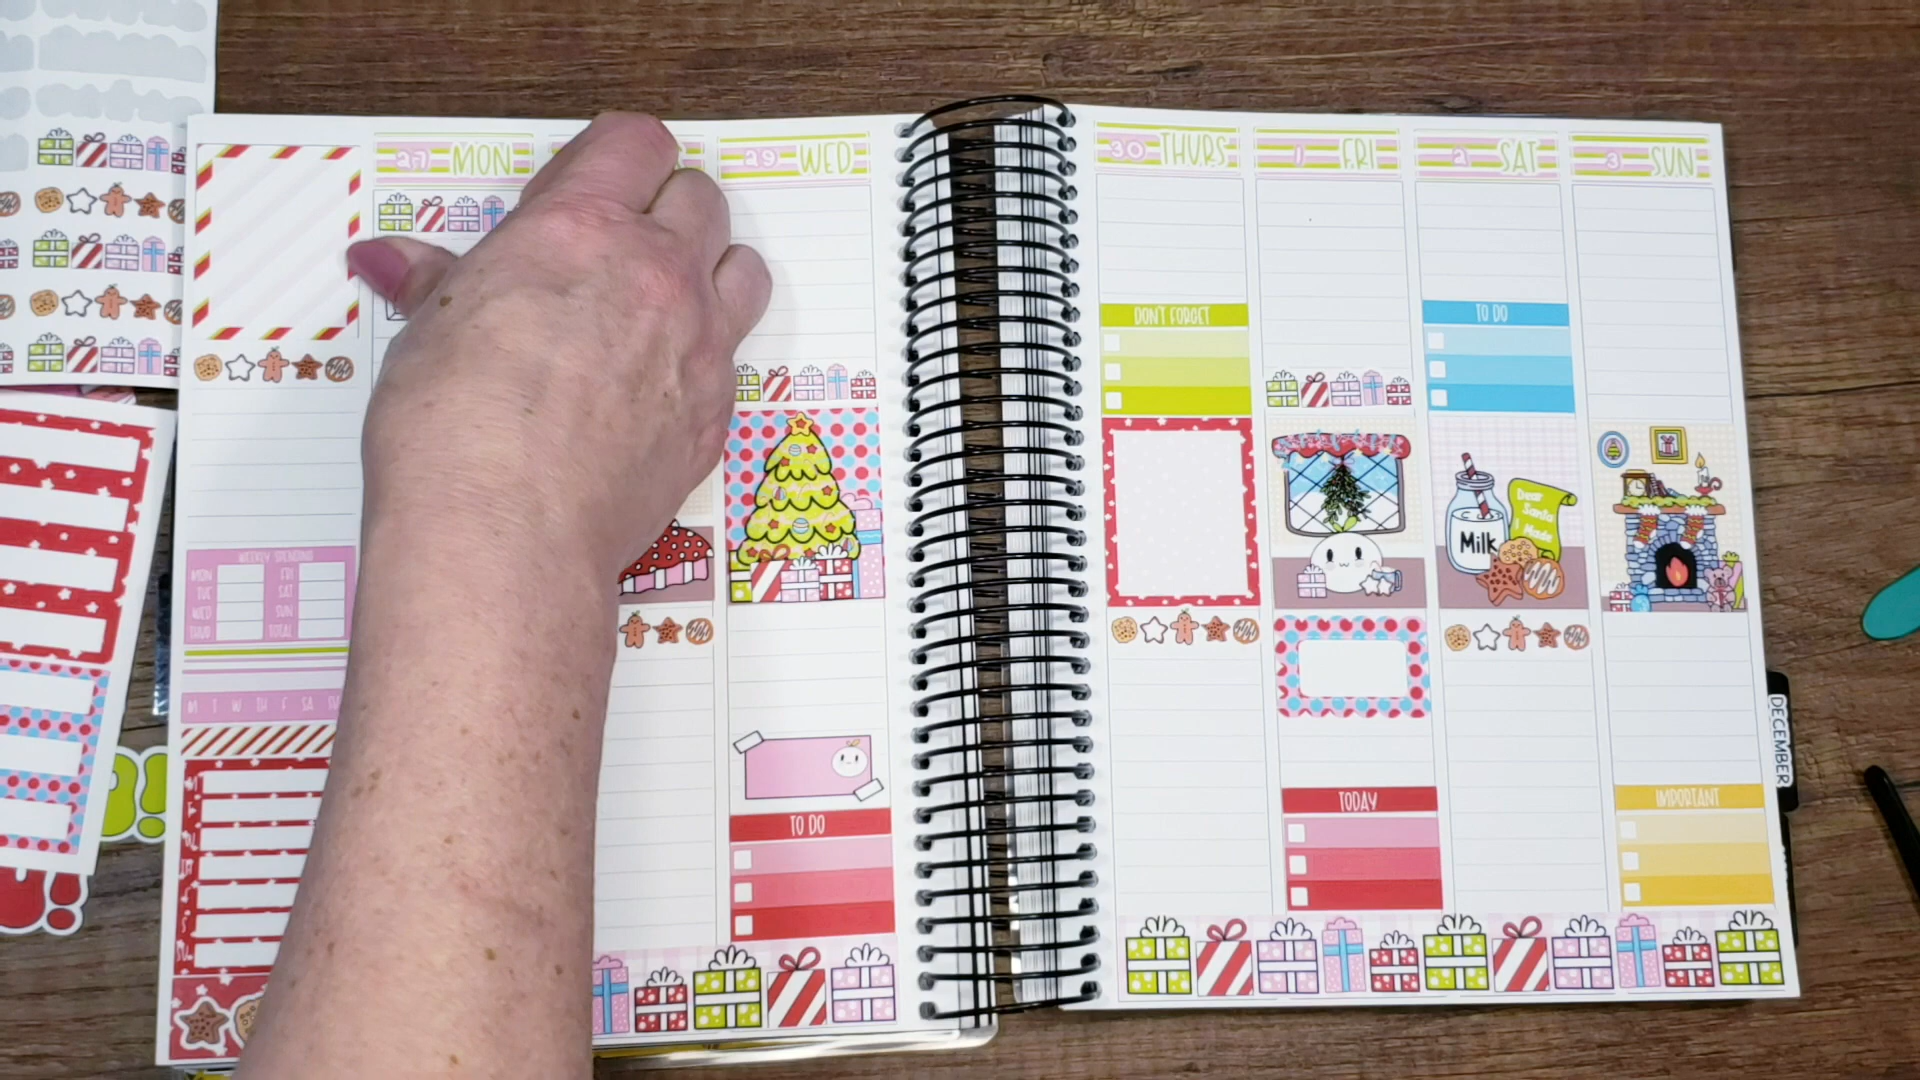 27 MON
29 WED
30 THURS
1 FRI
2 SAT
3 SUN
DON'T FORGET
TO DO
Dear
Santa
I Made
Milk
WEEKLY SPENDING
MON FRI
TUE SAT
WED SUN
THUR TOTAL
M T W TH F SA SU
TO DO
TODAY
IMPORTANT
DECEMBER